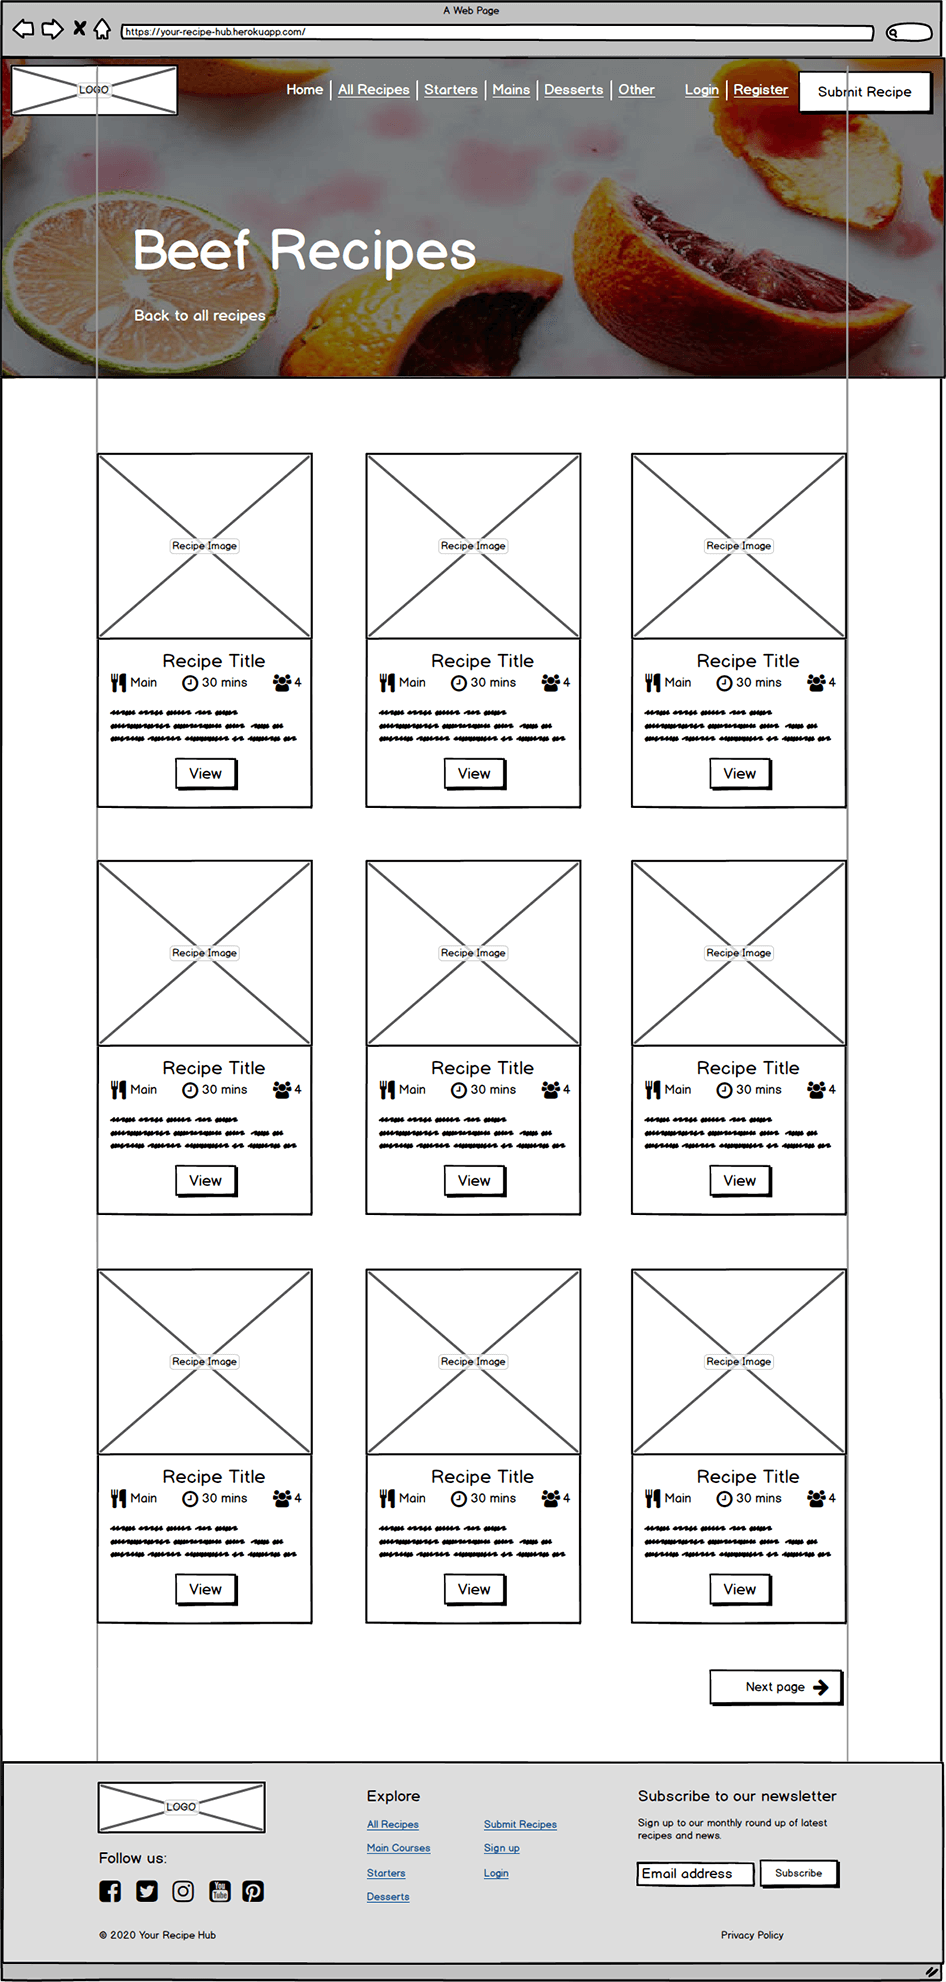 A Web Page
https://your-recipe-hub.herokuapp.com/
LOGO
Home All Recipes Starters Mains Desserts Other Login Register Submit Recipe
Beef Recipes
Back to all recipes
Recipe Image Recipe Image Recipe Image
Recipe Title Recipe Title Recipe Title
Main 30 mins 4 Main 30 mins 4 Main 30 mins 4
View View View
Recipe Image Recipe Image Recipe Image
Recipe Title Recipe Title Recipe Title
Main 30 mins 4 Main 30 mins 4 Main 30 mins 4
View View View
Recipe Image Recipe Image Recipe Image
Recipe Title Recipe Title Recipe Title
Main 30 mins 4 Main 30 mins 4 Main 30 mins 4
View View View
Next page
LOGO
Follow us:
You Tube
© 2020 Your Recipe Hub
Explore
All Recipes
Main Courses
Starters
Desserts
Submit Recipes
Sign up
Login
Subscribe to our newsletter
Sign up to our monthly round up of latest
recipes and news.
Email address Subscribe
Privacy Policy